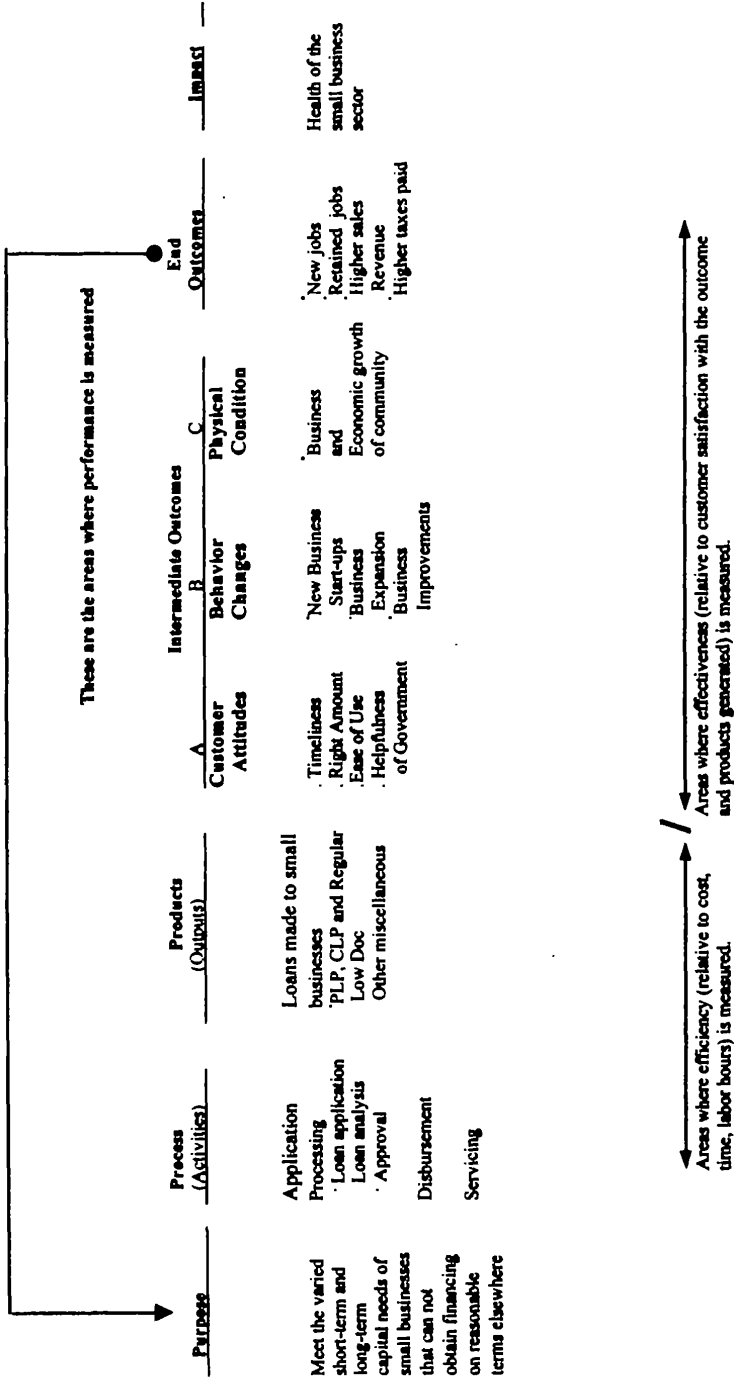 These are the areas where performance is measured
Purpose
Meet the varied
short-term and
long-term
capital needs of
small businesses
that can not
obtain financing
on reasonable
terms elsewhere
Process
(Activities)
Application
Processing
· Loan application
Loan analysis
· Approval
Disbursement
Servicing
Products
(Outputs)
Loans made to small
businesses
·PLP, CLP and Regular
Low Doc
Other miscellaneous
Intermediate Outcomes
A
Customer
Attitudes
. Timeliness
. Right Amount
. Ease of Use
. Helpfulness
of Government
B
Behavior
Changes
·New Business
Start-ups
·Business
Expansion
· Business
Improvements
C
Physical
Condition
· Business
and
Economic growth
of community
End
Outcomes
· New jobs
. Retained jobs
· Higher sales
Revenue
· Higher taxes paid
Impact
Health of the
small business
sector
Areas where efficiency (relative to cost,
time, labor hours) is measured.
/
Areas where effectiveness (relative to customer satisfaction with the outcome
and products generated) is measured.